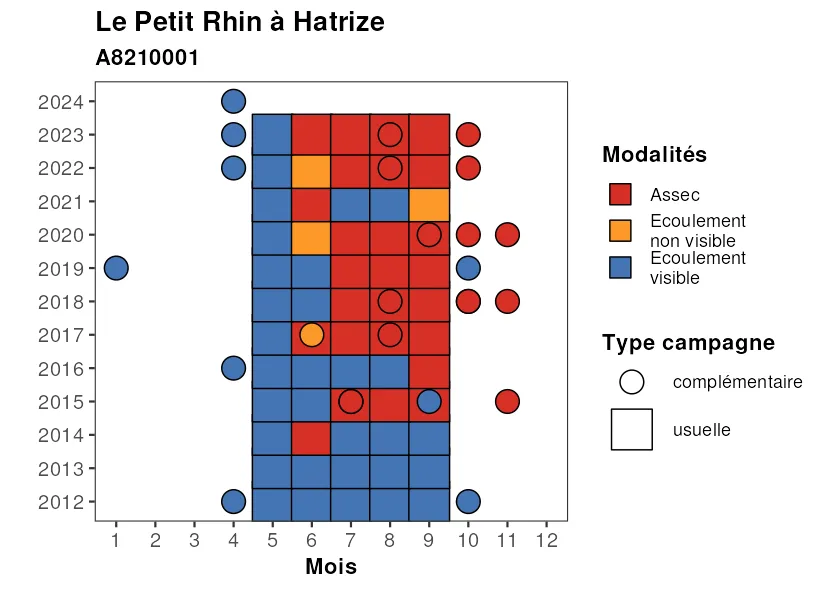 Le Petit Rhin à Hatrize
A8210001
2024
2023
2022
2021
2020
2019
2018
2017
2016
2015
2014
2013
2012
1 2 3 4 5 6 7 8 9 10 11 12
Mois
Modalités
Assec
Ecoulement
non visible
Ecoulement
visible
Type campagne
complémentaire
usuelle